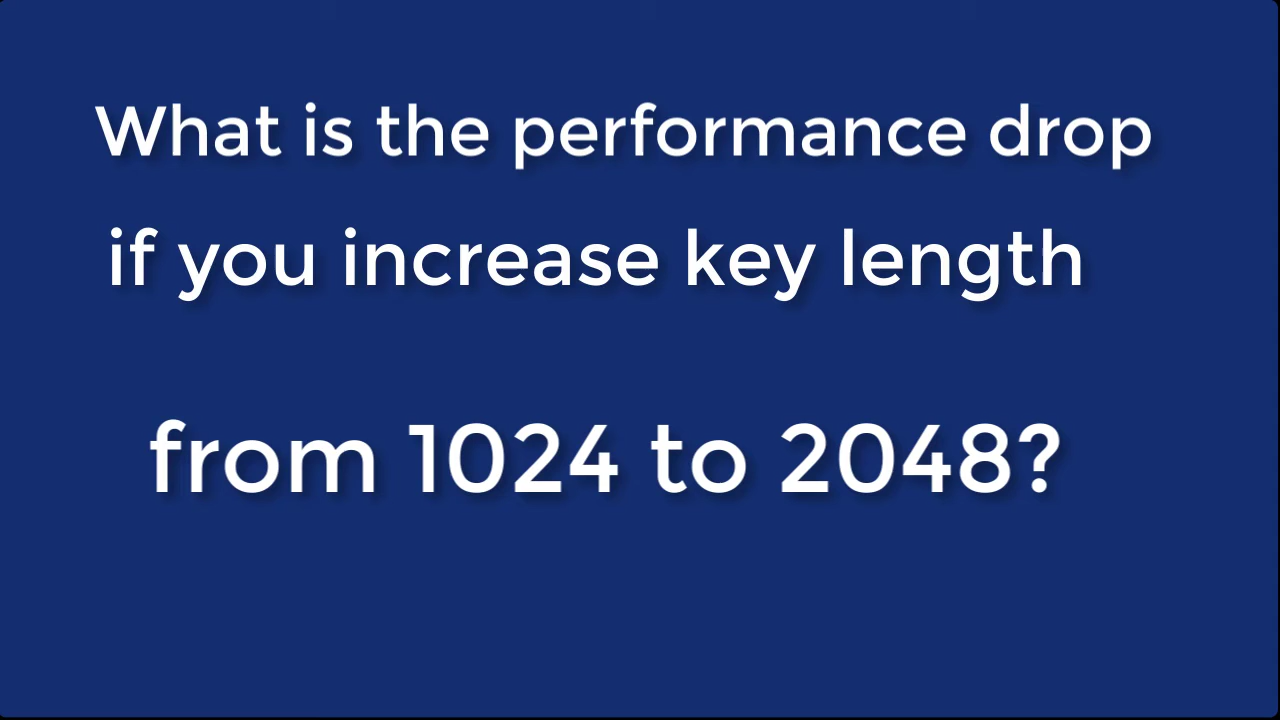 What is the performance drop
if you increase key length
from 1024 to 2048?